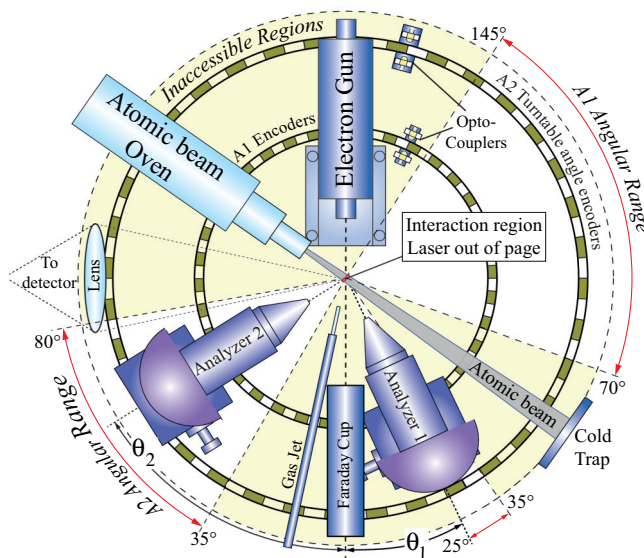 Inaccessible Regions
145°
Atomic beam
Oven
Electron Gun
A1 Encoders
Opto-
Couplers
A2 Turntable angle encoders
A1 Angular Range
Interaction region
Laser out of page
To
detector
Lens
80°
Analyzer 2
Analyzer 1
Atomic beam
70°
Cold
Trap
A2 Angular Range
θ2
Gas Jet
Faraday Cup
35°
35°
25°
θ1